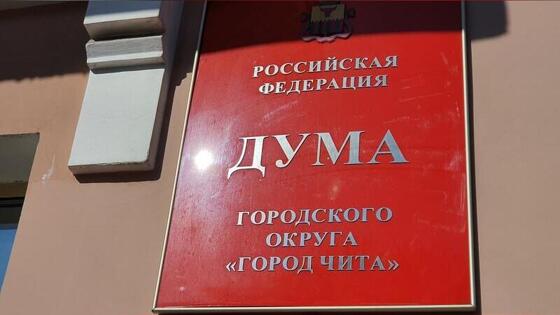 РОССИЙСКАЯ
ФЕДЕРАЦИЯ
ДУМА
ГОРОДСКОГО
ОКРУГА
«ГОРОД ЧИТА»